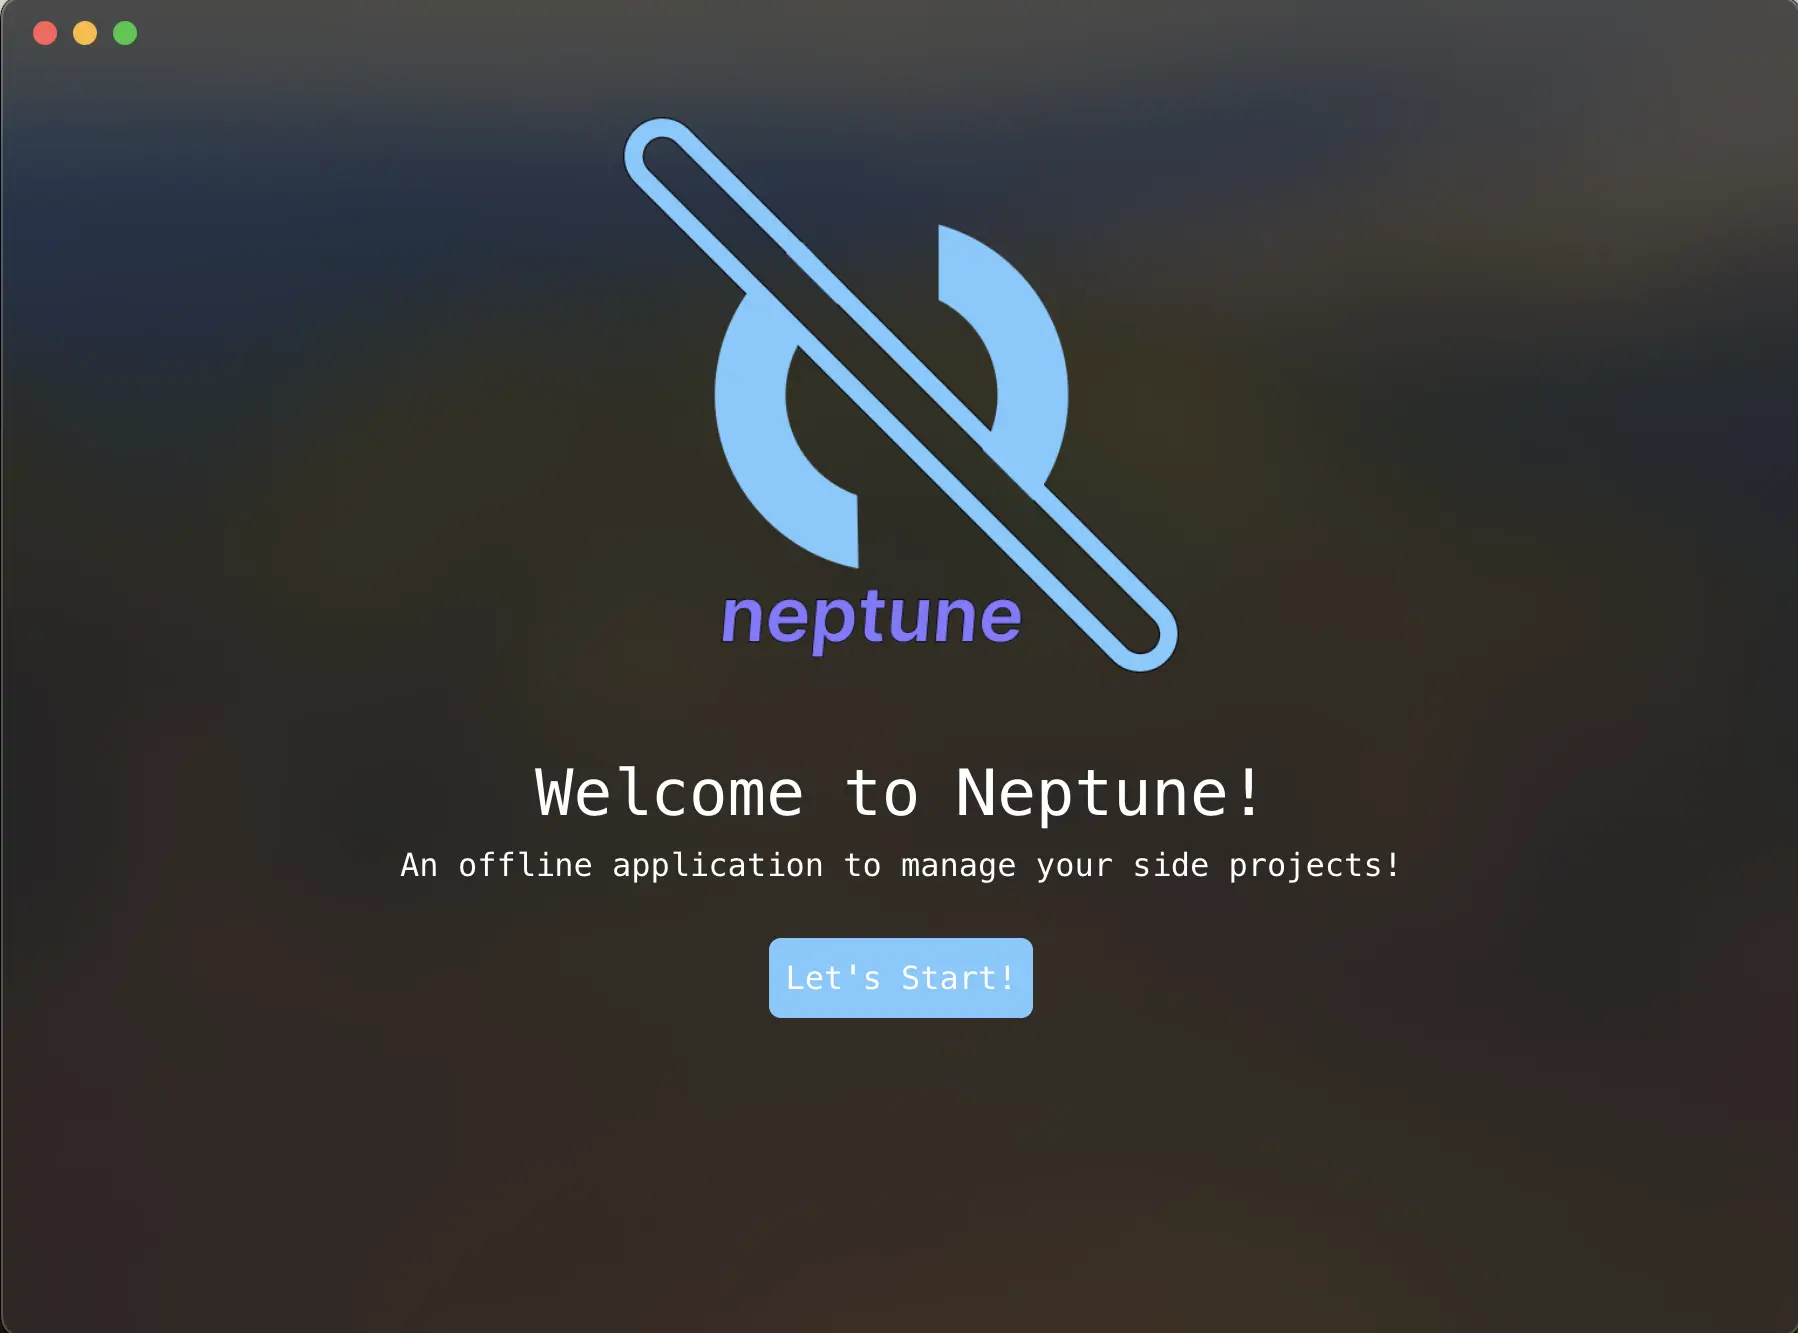 neptune
Welcome to Neptune!
An offline application to manage your side projects!
Let's Start!